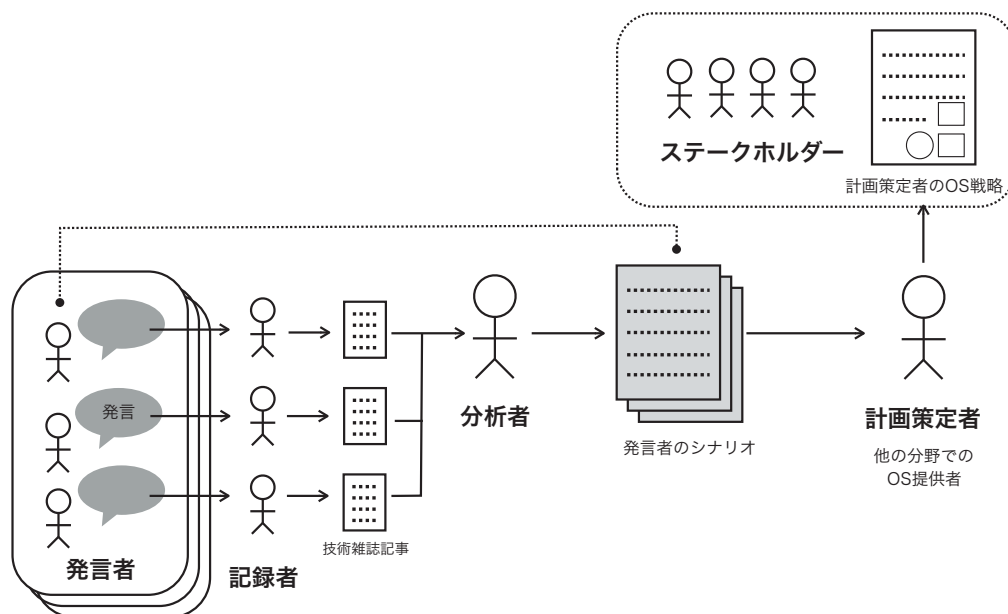 ステークホルダー
計画策定者のOS戦略
発言
分析者
発言者のシナリオ
計画策定者
他の分野での
OS提供者
技術雑誌記事
発言者
記録者